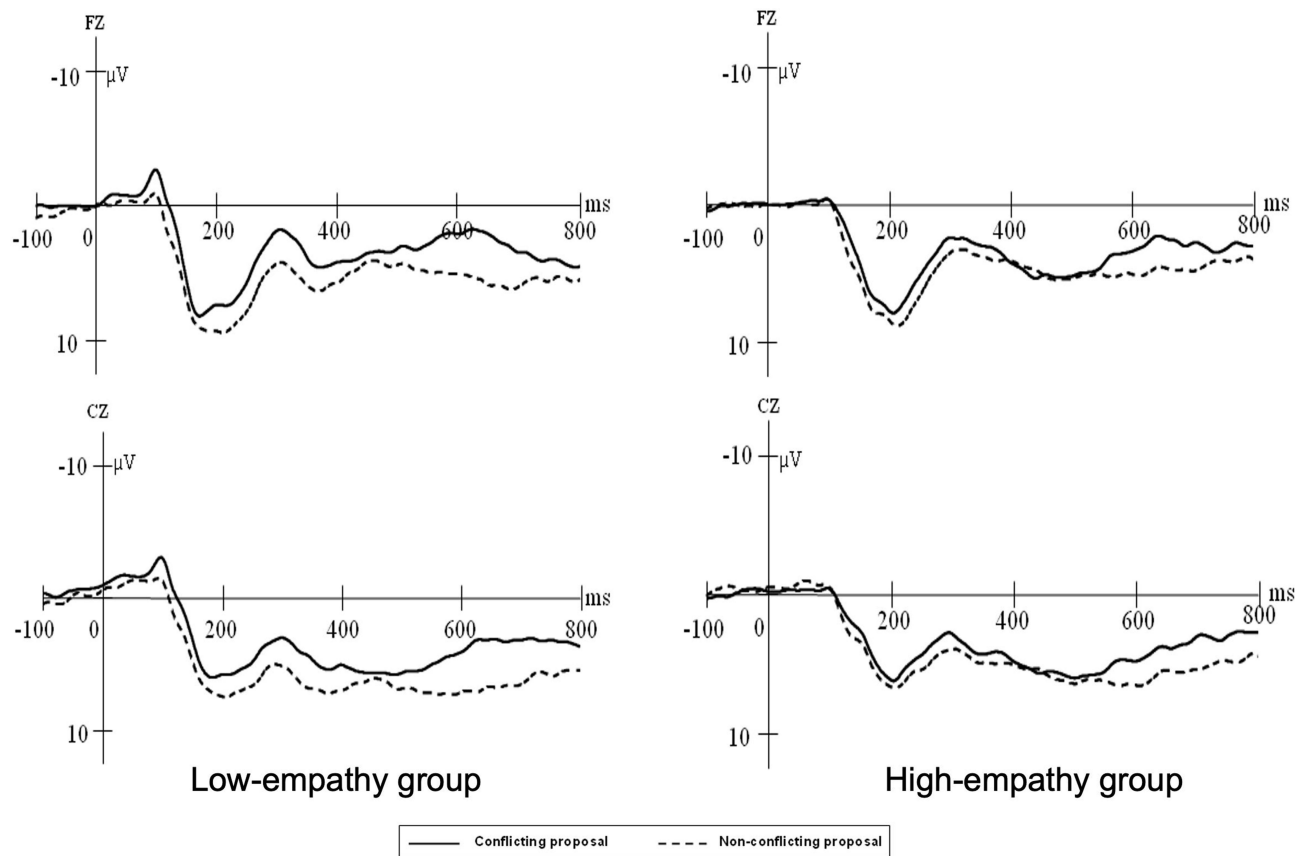 FZ
-10 µV
ms
-100 0 200 400 600 800
10
FZ
-10 µV
ms
-100 0 200 400 600 800
10
CZ
-10 µV
ms
-100 0 200 400 600 800
10
CZ
-10 µV
ms
-100 0 200 400 600 800
10
Low-empathy group
High-empathy group
Conflicting proposal
Non-conflicting proposal